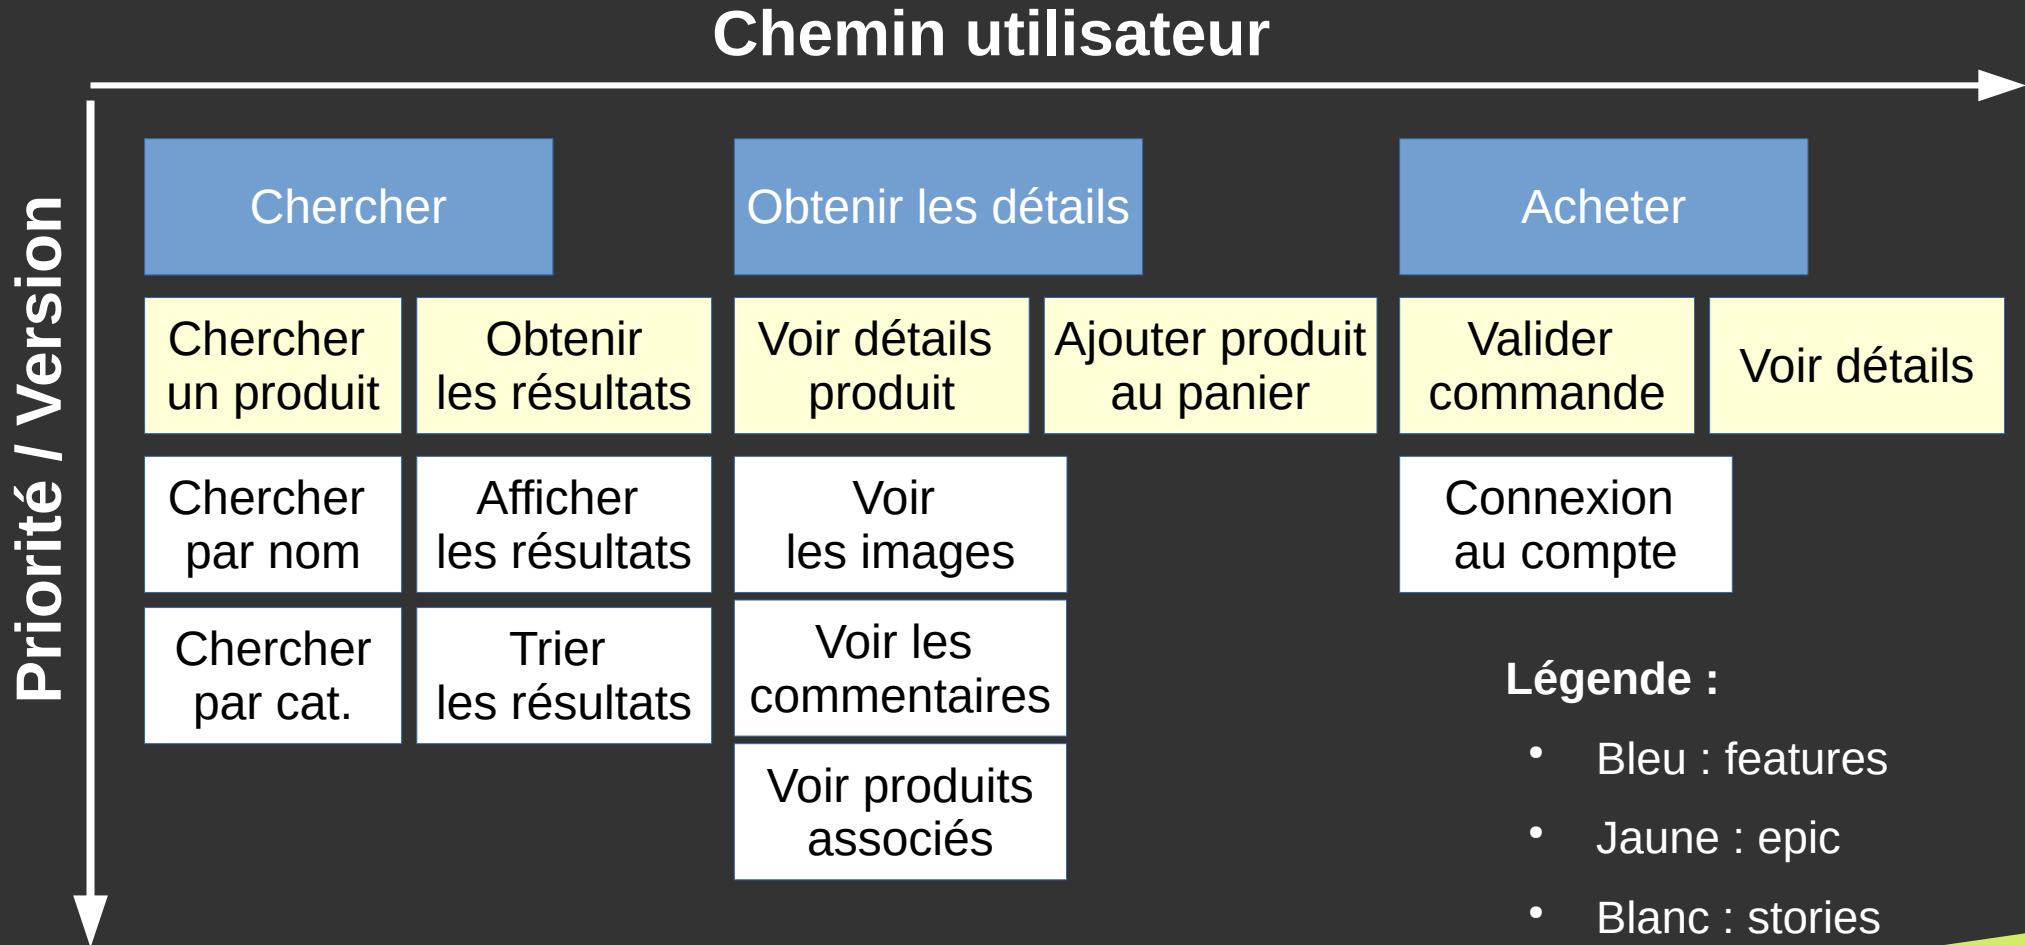 Chemin utilisateur
Priorité / Version
Chercher
Obtenir les détails
Acheter
Chercher
un produit
Obtenir
les résultats
Voir détails
produit
Ajouter produit
au panier
Valider
commande
Voir détails
Chercher
par nom
Afficher
les résultats
Voir
les images
Connexion
au compte
Chercher
par cat.
Trier
les résultats
Voir les
commentaires
Voir produits
associés
Légende :
• Bleu : features
• Jaune : epic
• Blanc : stories